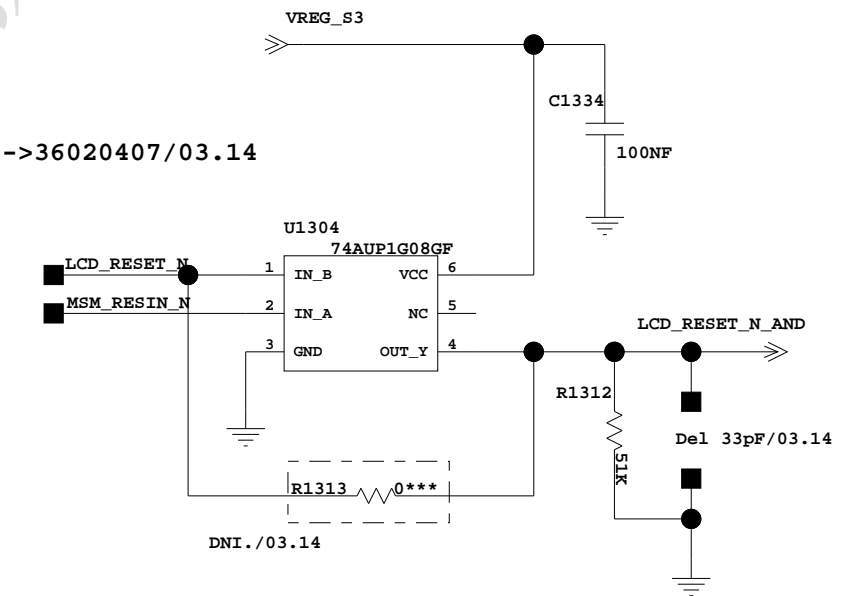 VREG_S3
C1334
100NF
->36020407/03.14
U1304
74AUP1G08GF
LCD_RESET_N 1 IN_B VCC 6
MSM_RESIN_N 2 IN_A NC 5
3 GND OUT_Y 4
LCD_RESET_N_AND
R1312
51K
Del 33pF/03.14
R1313 0***
DNI./03.14